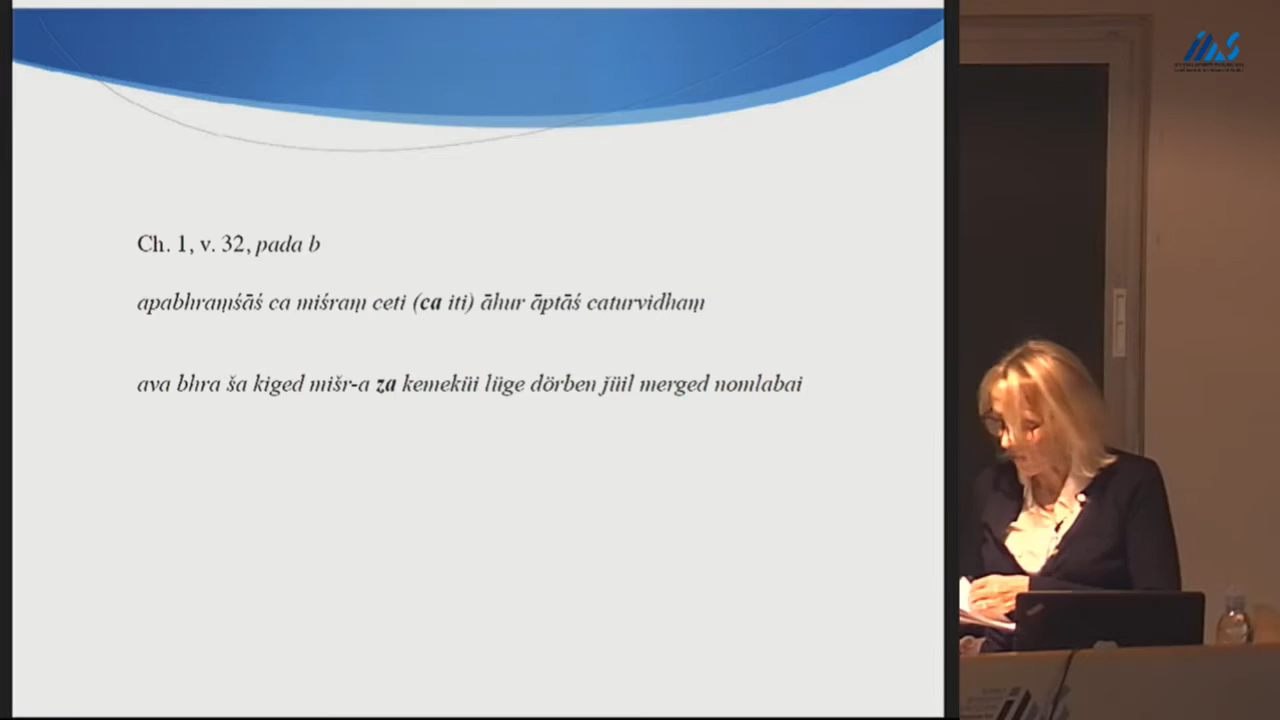 Ch. 1, v. 32, pada b
apabhraṃśāś ca miśraṃ ceti (ca iti) āhur āptāś caturvidhaṃ
ava bhra ša kiged mišr-a za kemeküi lüge dörben ǰüil merged nomlabai